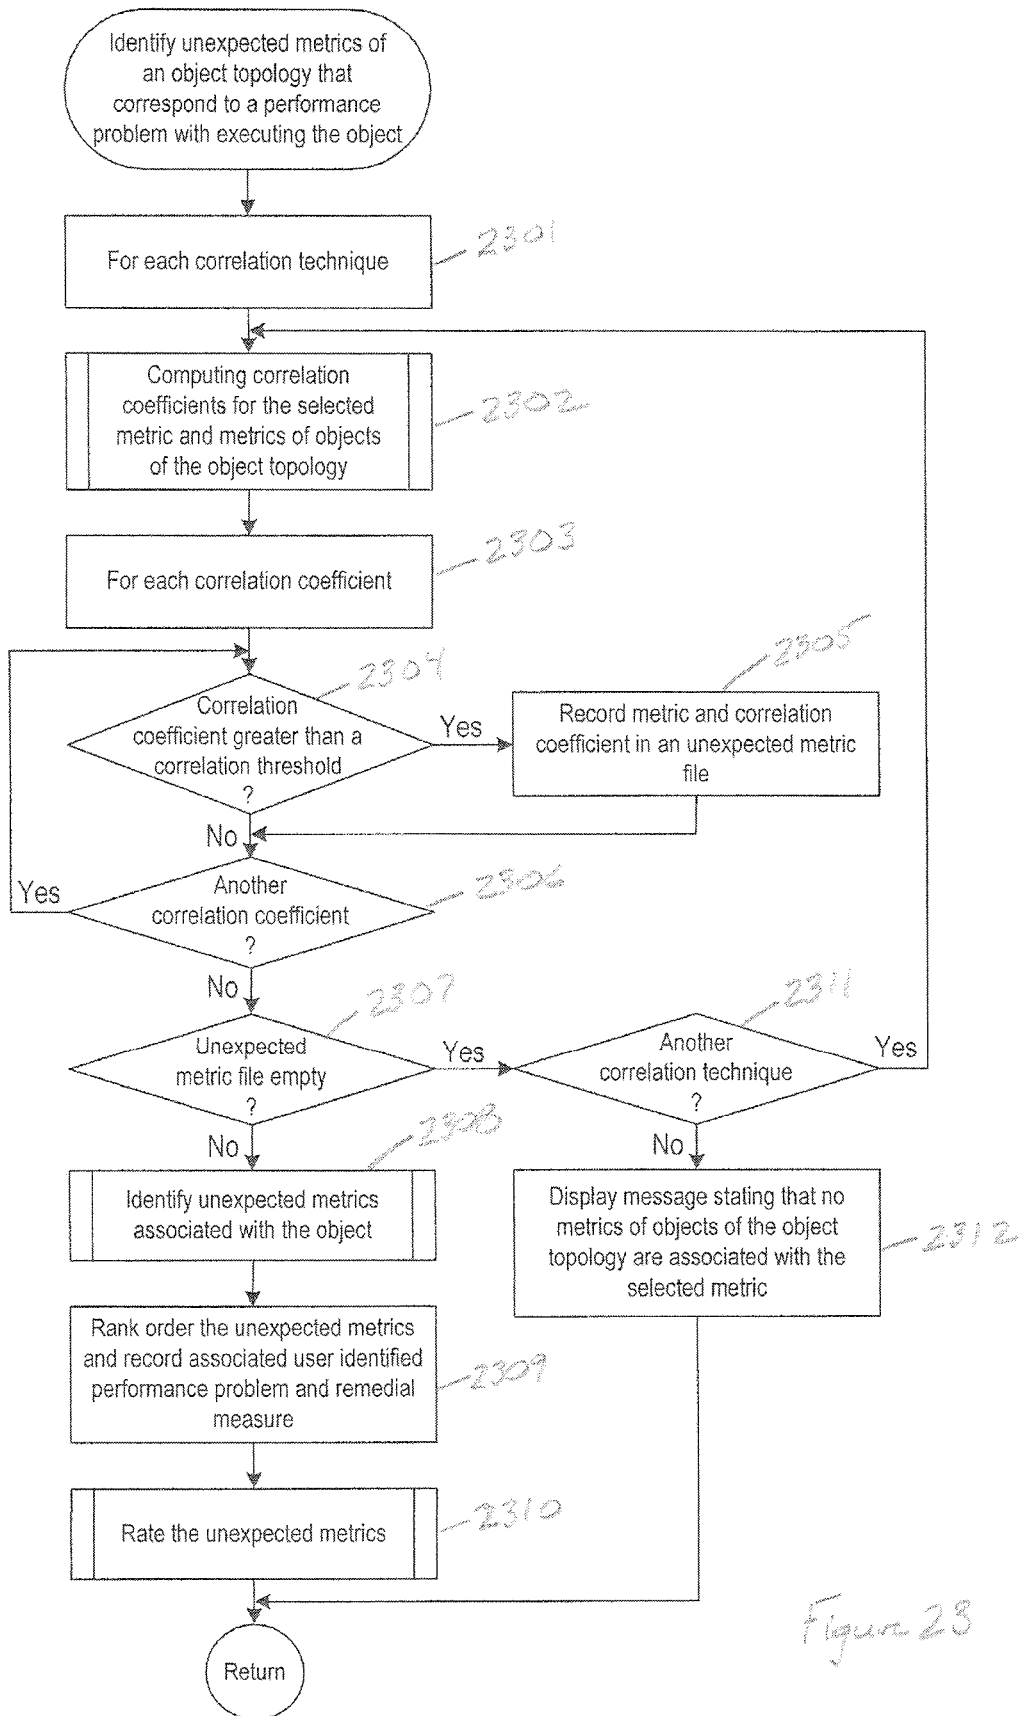 Identify unexpected metrics of
an object topology that
correspond to a performance
problem with executing the object
2301
For each correlation technique
Computing correlation
coefficients for the selected
metric and metrics of objects
of the object topology
2302
2303
For each correlation coefficient
2304
Correlation
coefficient greater than a
correlation threshold
?
Yes
2305
Record metric and correlation
coefficient in an unexpected metric
file
No
Another
correlation coefficient
?
2306
Yes
No
2307
Unexpected
metric file empty
?
Yes
2311
Another
correlation technique
?
Yes
No
2308
Identify unexpected metrics
associated with the object
No
Display message stating that no
metrics of objects of the object
topology are associated with the
selected metric
2312
Rank order the unexpected metrics
and record associated user identified
performance problem and remedial
measure
2309
Rate the unexpected metrics
2310
Return
Figure 23